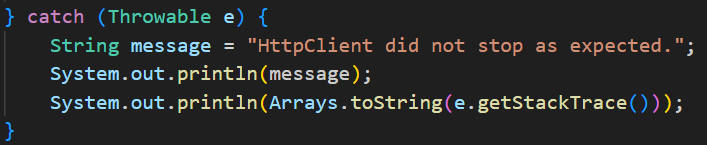 } catch (Throwable e) {
String message = "HttpClient did not stop as expected.";
System.out.println(message);
System.out.println(Arrays.toString(e.getStackTrace()));
}